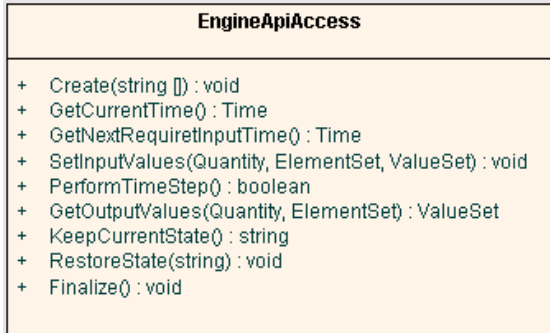 EngineApiAccess
+ Create(string []) : void
+ GetCurrentTime() : Time
+ GetNextRequiretInputTime() : Time
+ SetInputValues(Quantity, ElementSet, ValueSet) : void
+ PerformTimeStep() : boolean
+ GetOutputValues(Quantity, ElementSet) : ValueSet
+ KeepCurrentState() : string
+ RestoreState(string) : void
+ Finalize() : void